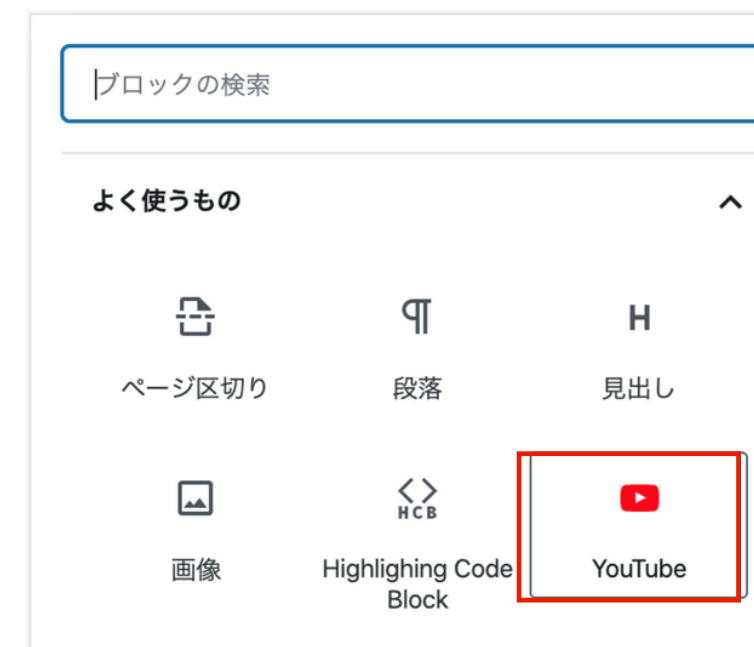 ブロックの検索
よく使うもの
H
ページ区切り
段落
見出し
HCB
画像
Highlighing Code
Block
YouTube